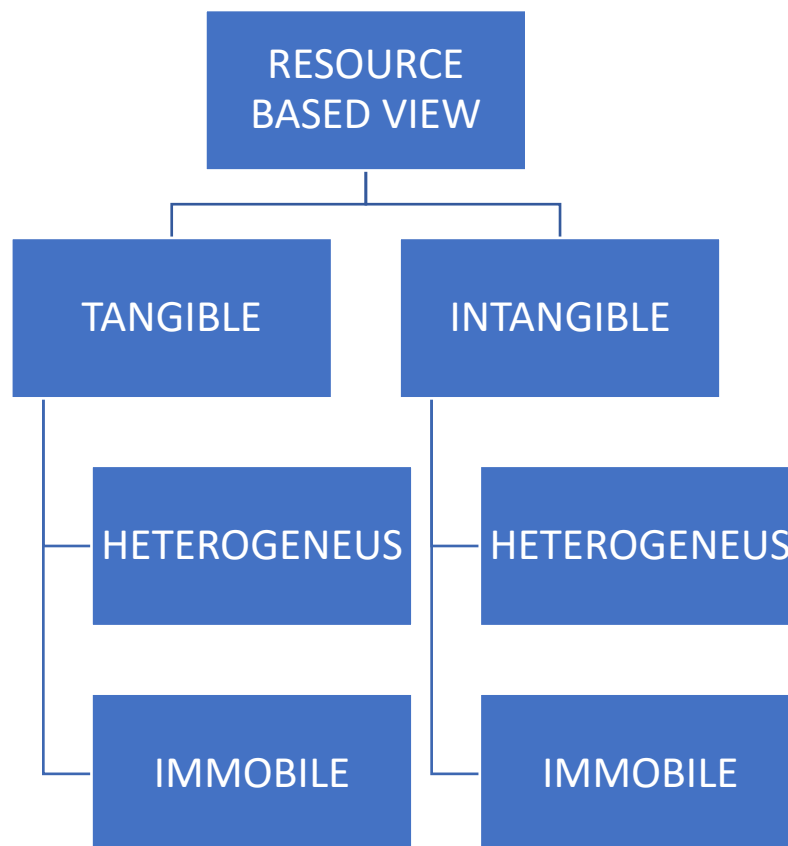 RESOURCE
BASED VIEW
TANGIBLE
INTANGIBLE
HETEROGENEUS
HETEROGENEUS
IMMOBILE
IMMOBILE